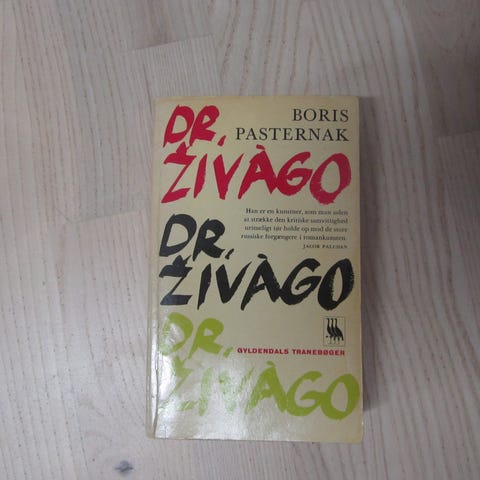 DR.
BORIS
PASTERNAK
ŽIVÀGO
Han er en kunstner, som man uden
at strække den kritiske samvittighed
urimeligt tør holde op mod de store
russiske forgængere i romankunsten.
JACOB PALUDAN
DR.
ŽIVÀGO
DR.
GYLDENDALS TRANEBØGER
ŽIVÀGO